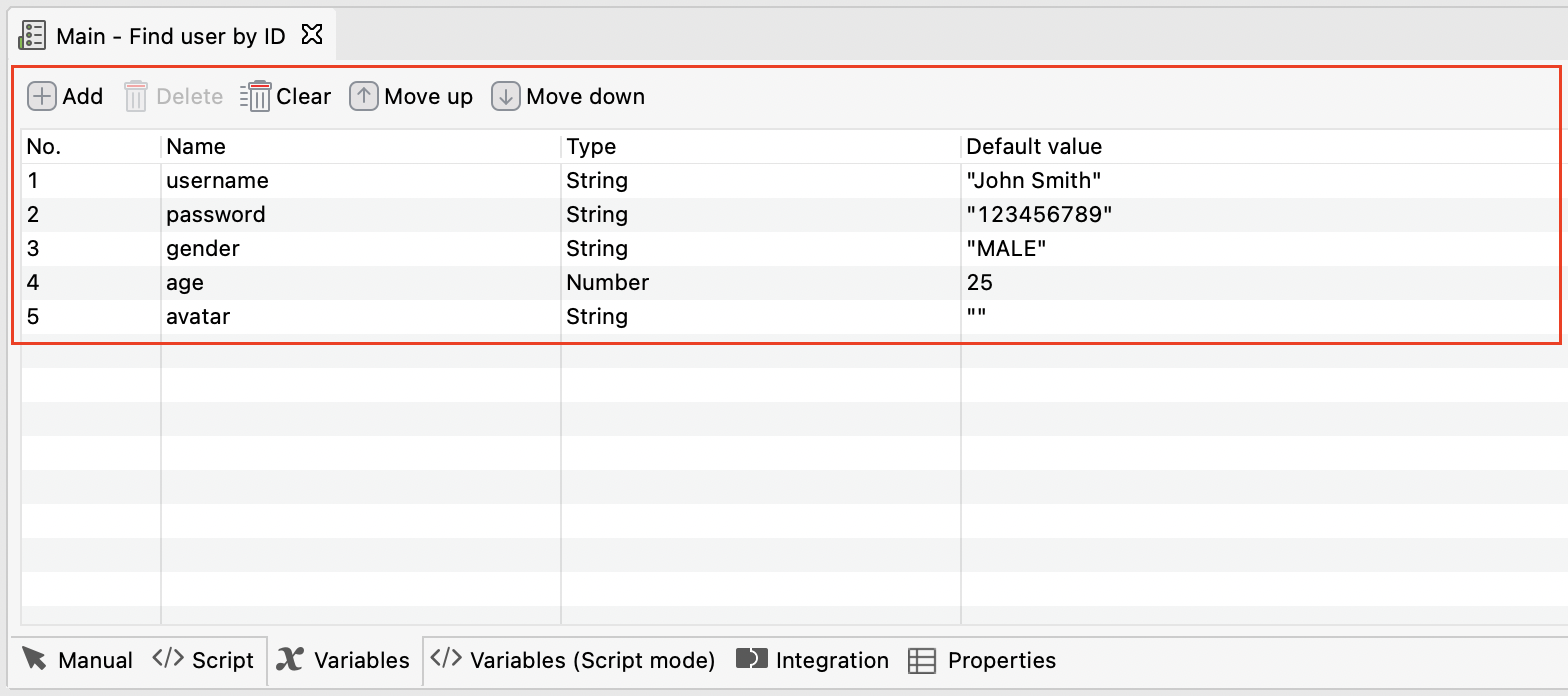 Main - Find user by ID
Add Delete Clear Move up Move down
No. Name Type Default value
1 username String "John Smith"
2 password String "123456789"
3 gender String "MALE"
4 age Number 25
5 avatar String ""
Manual </> Script Variables </> Variables (Script mode) Integration Properties